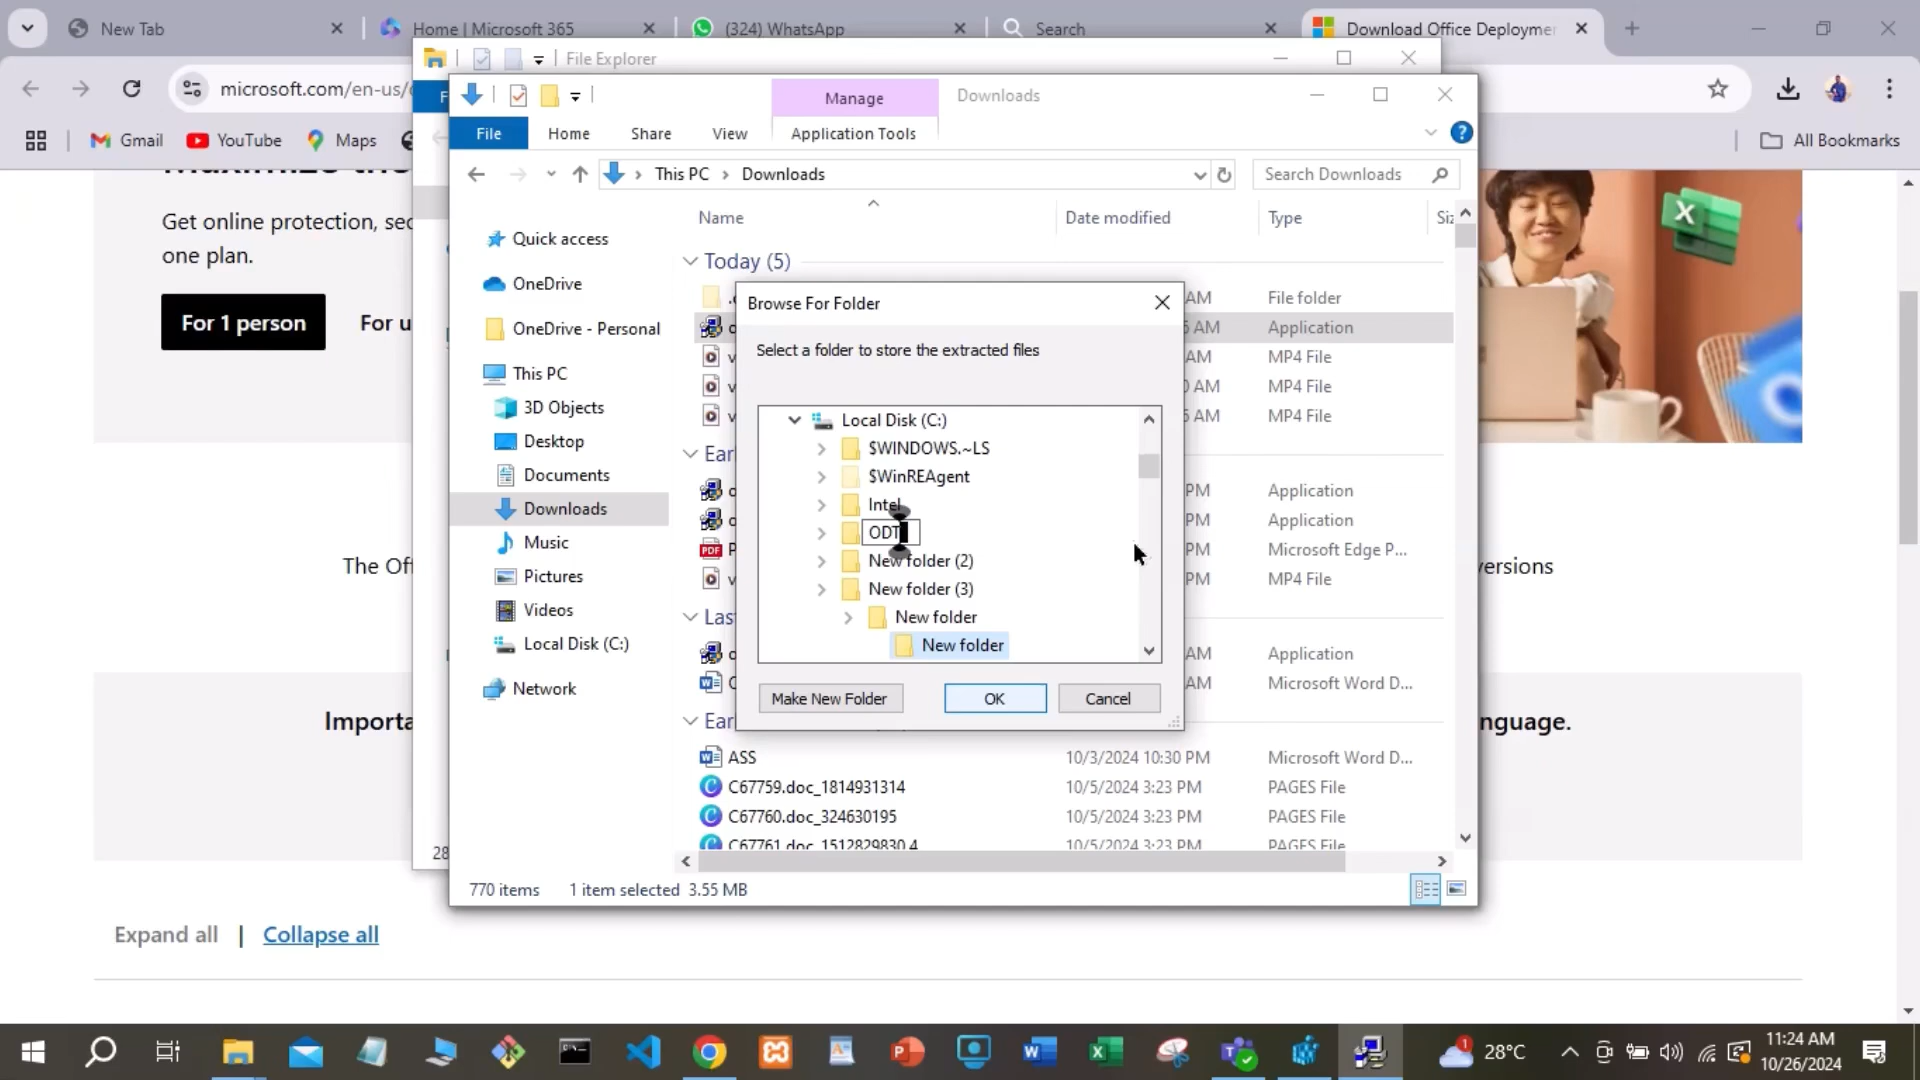 New Tab
Home | Microsoft 365
(324) WhatsApp
Search
Download Office Deployme
File Explorer
microsoft.com/en-us/
Manage
Downloads
File
Home
Share
View
Application Tools
Gmail
YouTube
Maps
All Bookmarks
This PC
Downloads
Search Downloads
Get online protection, sec
one plan.
For 1 person
For u
Name
Date modified
Type
Siz
Quick access
OneDrive
OneDrive - Personal
This PC
3D Objects
Desktop
Documents
Downloads
Music
Pictures
Videos
Local Disk (C:)
Network
Today (5)
AM
File folder
AM
Application
AM
MP4 File
AM
MP4 File
AM
MP4 File
Ear
PM
Application
PM
Application
PM
Microsoft Edge P...
PM
MP4 File
Las
AM
Application
AM
Microsoft Word D...
Ear
ASS
10/3/2024 10:30 PM
Microsoft Word D...
C67759.doc_1814931314
10/5/2024 3:23 PM
PAGES File
C67760.doc_324630195
10/5/2024 3:23 PM
PAGES File
C67761.doc_1512829830.4
10/5/2024 3:23 PM
PAGES File
Browse For Folder
Select a folder to store the extracted files
Local Disk (C:)
$WINDOWS.~LS
$WinREAgent
Intel
ODT
New folder (2)
New folder (3)
New folder
New folder
Make New Folder
OK
Cancel
770 items
1 item selected 3.55 MB
28
The Of
versions
Importa
nguage.
Expand all | Collapse all
28°C
11:24 AM
10/26/2024